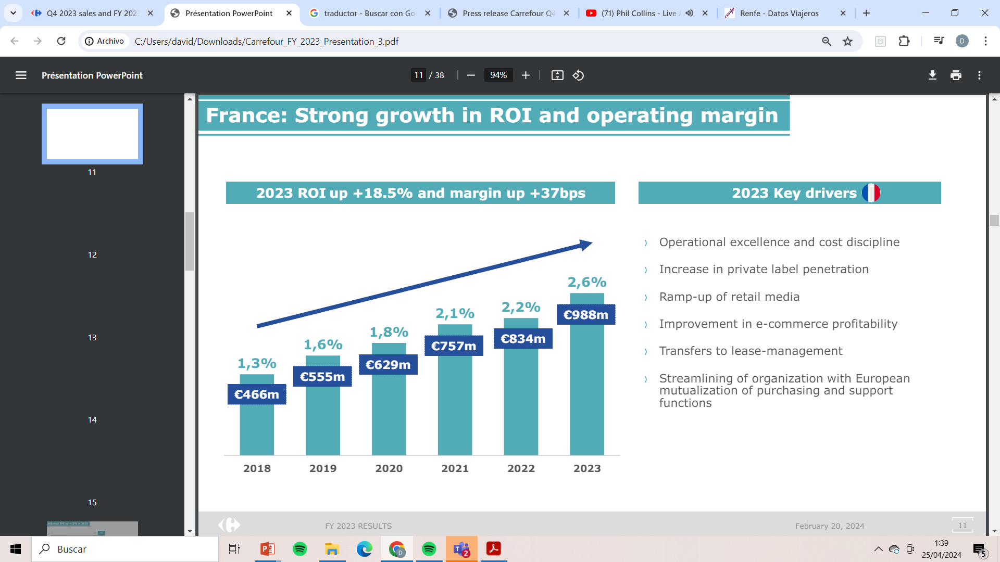 Q4 2023 sales and FY 202
Présentation PowerPoint
traductor - Buscar con Go
Press release Carrefour Q4
(71) Phil Collins - Live
Renfe - Datos Viajeros
Archivo
C:/Users/david/Downloads/Carrefour_FY_2023_Presentation_3.pdf
D
Présentation PowerPoint
11 / 38
94%
11
12
13
14
15
France: Strong growth in ROI and operating margin
2023 ROI up +18.5% and margin up +37bps
2,6%
€988m
2,2%
€834m
2,1%
€757m
1,8%
€629m
1,6%
€555m
1,3%
€466m
2018 2019 2020 2021 2022 2023
2023 Key drivers
› Operational excellence and cost discipline
› Increase in private label penetration
› Ramp-up of retail media
› Improvement in e-commerce profitability
› Transfers to lease-management
› Streamlining of organization with European
mutualization of purchasing and support
functions
FY 2023 RESULTS
February 20, 2024
11
Buscar
D
2
1:39
25/04/2024
5